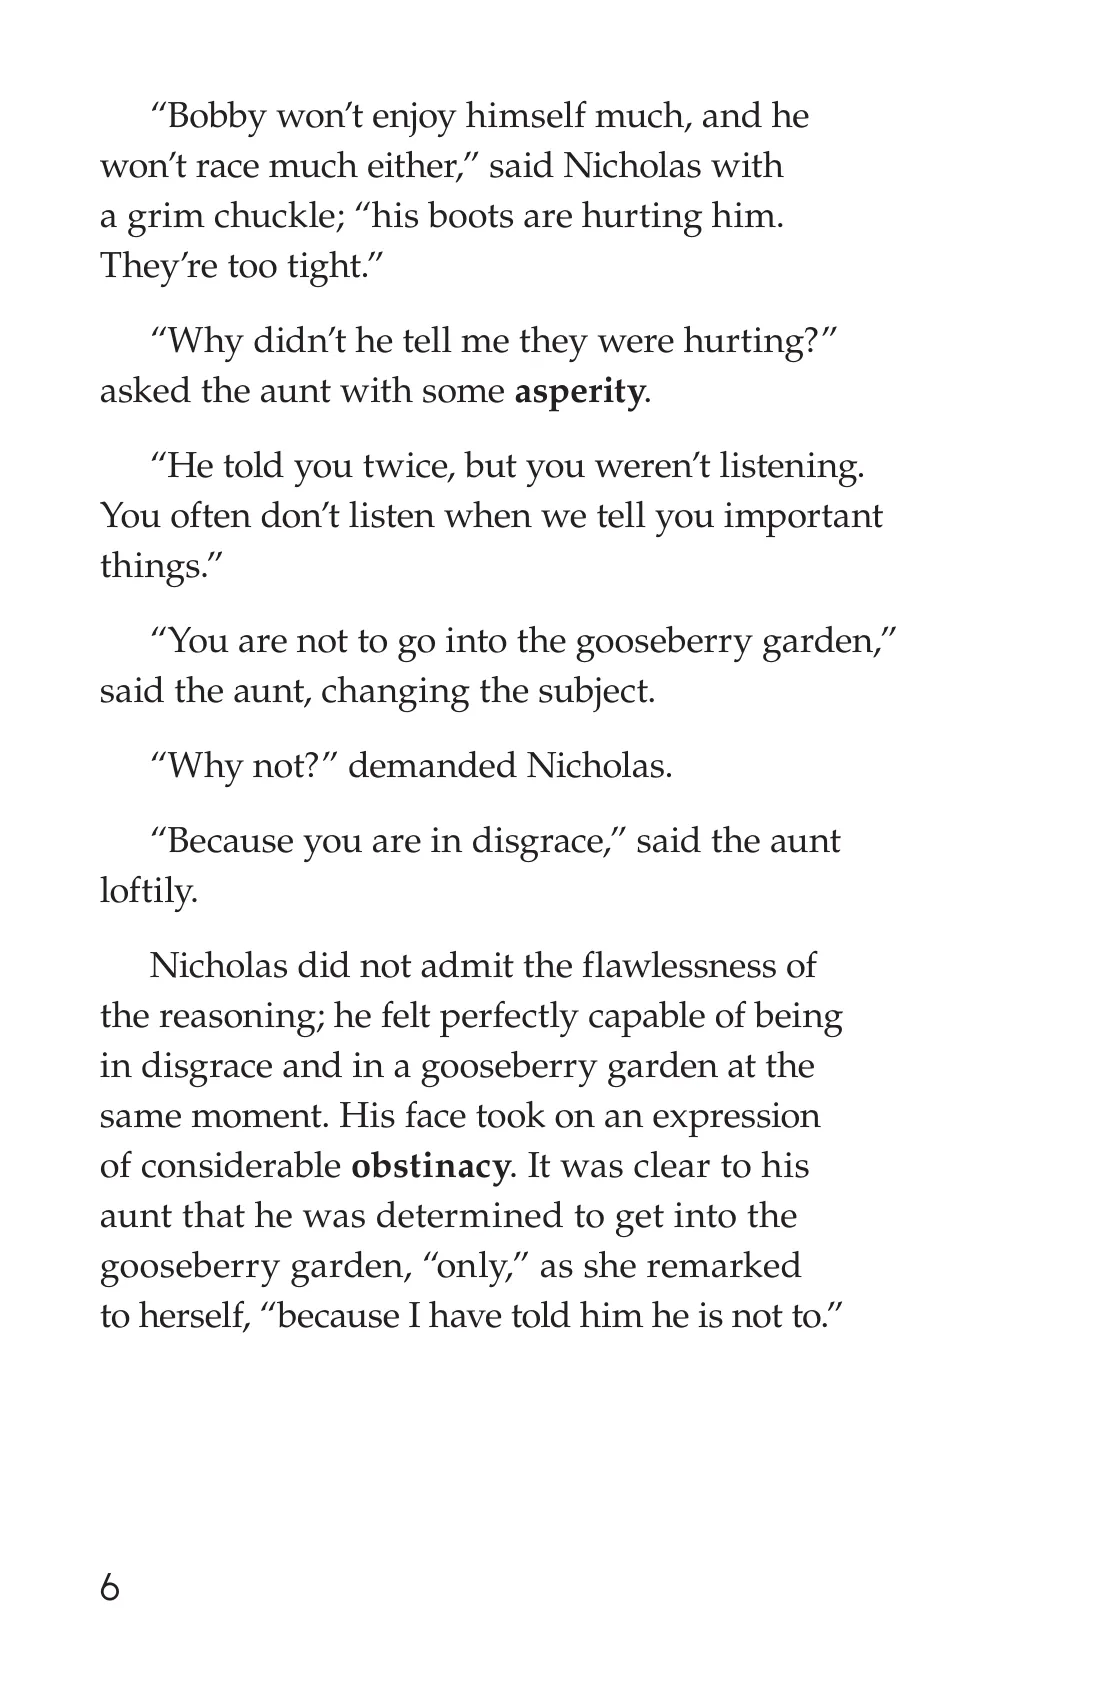 “Bobby won’t enjoy himself much, and he
won’t race much either,” said Nicholas with
a grim chuckle; “his boots are hurting him.
They’re too tight.”
“Why didn’t he tell me they were hurting?”
asked the aunt with some asperity.
“He told you twice, but you weren’t listening.
You often don’t listen when we tell you important
things.”
“You are not to go into the gooseberry garden,”
said the aunt, changing the subject.
“Why not?” demanded Nicholas.
“Because you are in disgrace,” said the aunt
loftily.
Nicholas did not admit the flawlessness of
the reasoning; he felt perfectly capable of being
in disgrace and in a gooseberry garden at the
same moment. His face took on an expression
of considerable obstinacy. It was clear to his
aunt that he was determined to get into the
gooseberry garden, “only,” as she remarked
to herself, “because I have told him he is not to.”
6